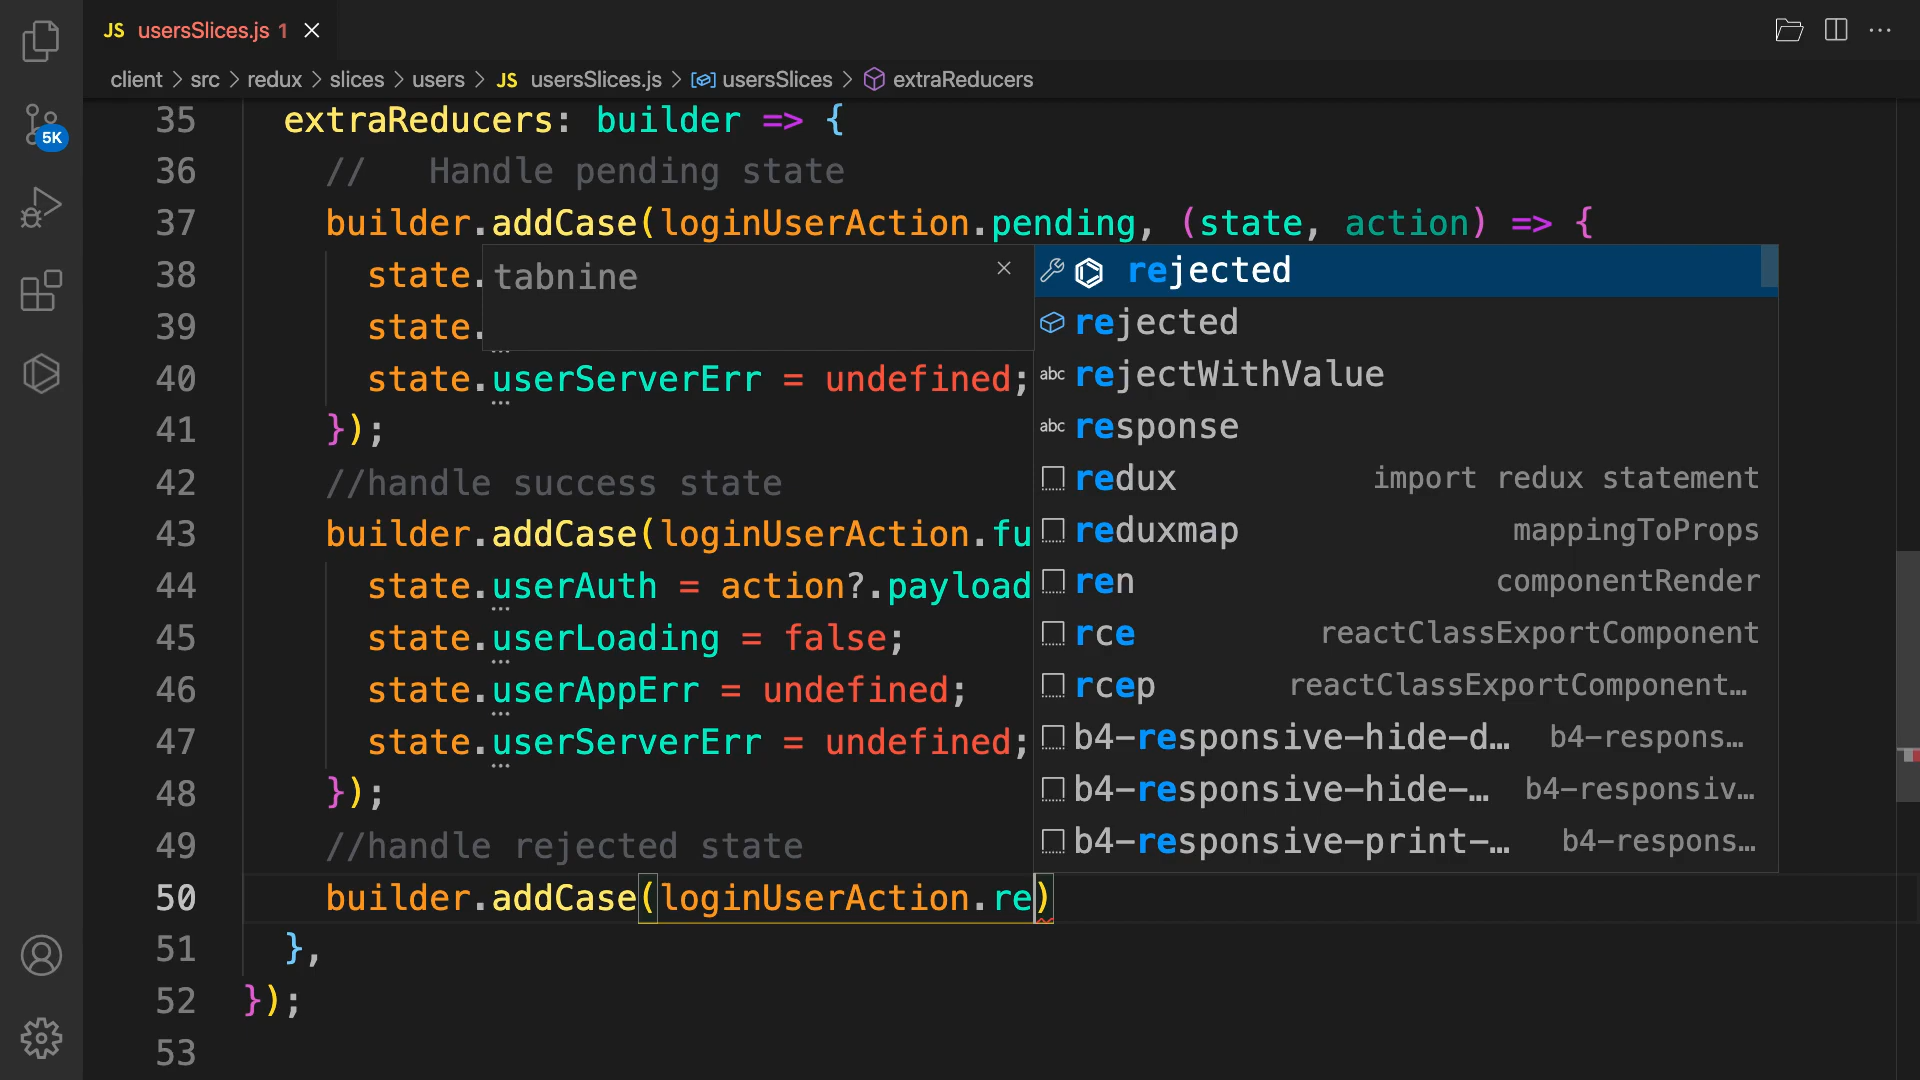 JS usersSlices.js 1
client > src > redux > slices > users > JS usersSlices.js > usersSlices > extraReducers
5K
35 extraReducers: builder => {
36 // Handle pending state
37 builder.addCase(loginUserAction.pending, (state, action) => {
38 state.
39 state.
tabnine
40 state.userServerErr = undefined;
41 });
42 //handle success state
43 builder.addCase(loginUserAction.fu
44 state.userAuth = action?.payload
45 state.userLoading = false;
46 state.userAppErr = undefined;
47 state.userServerErr = undefined;
48 });
49 //handle rejected state
50 builder.addCase(loginUserAction.re)
51 },
52 });
53
rejected
rejected
abc rejectWithValue
abc response
redux import redux statement
reduxmap mappingToProps
ren componentRender
rce reactClassExportComponent
rcep reactClassExportComponent…
b4-responsive-hide-d… b4-respons…
b4-responsive-hide-… b4-responsiv…
b4-responsive-print-… b4-respons…